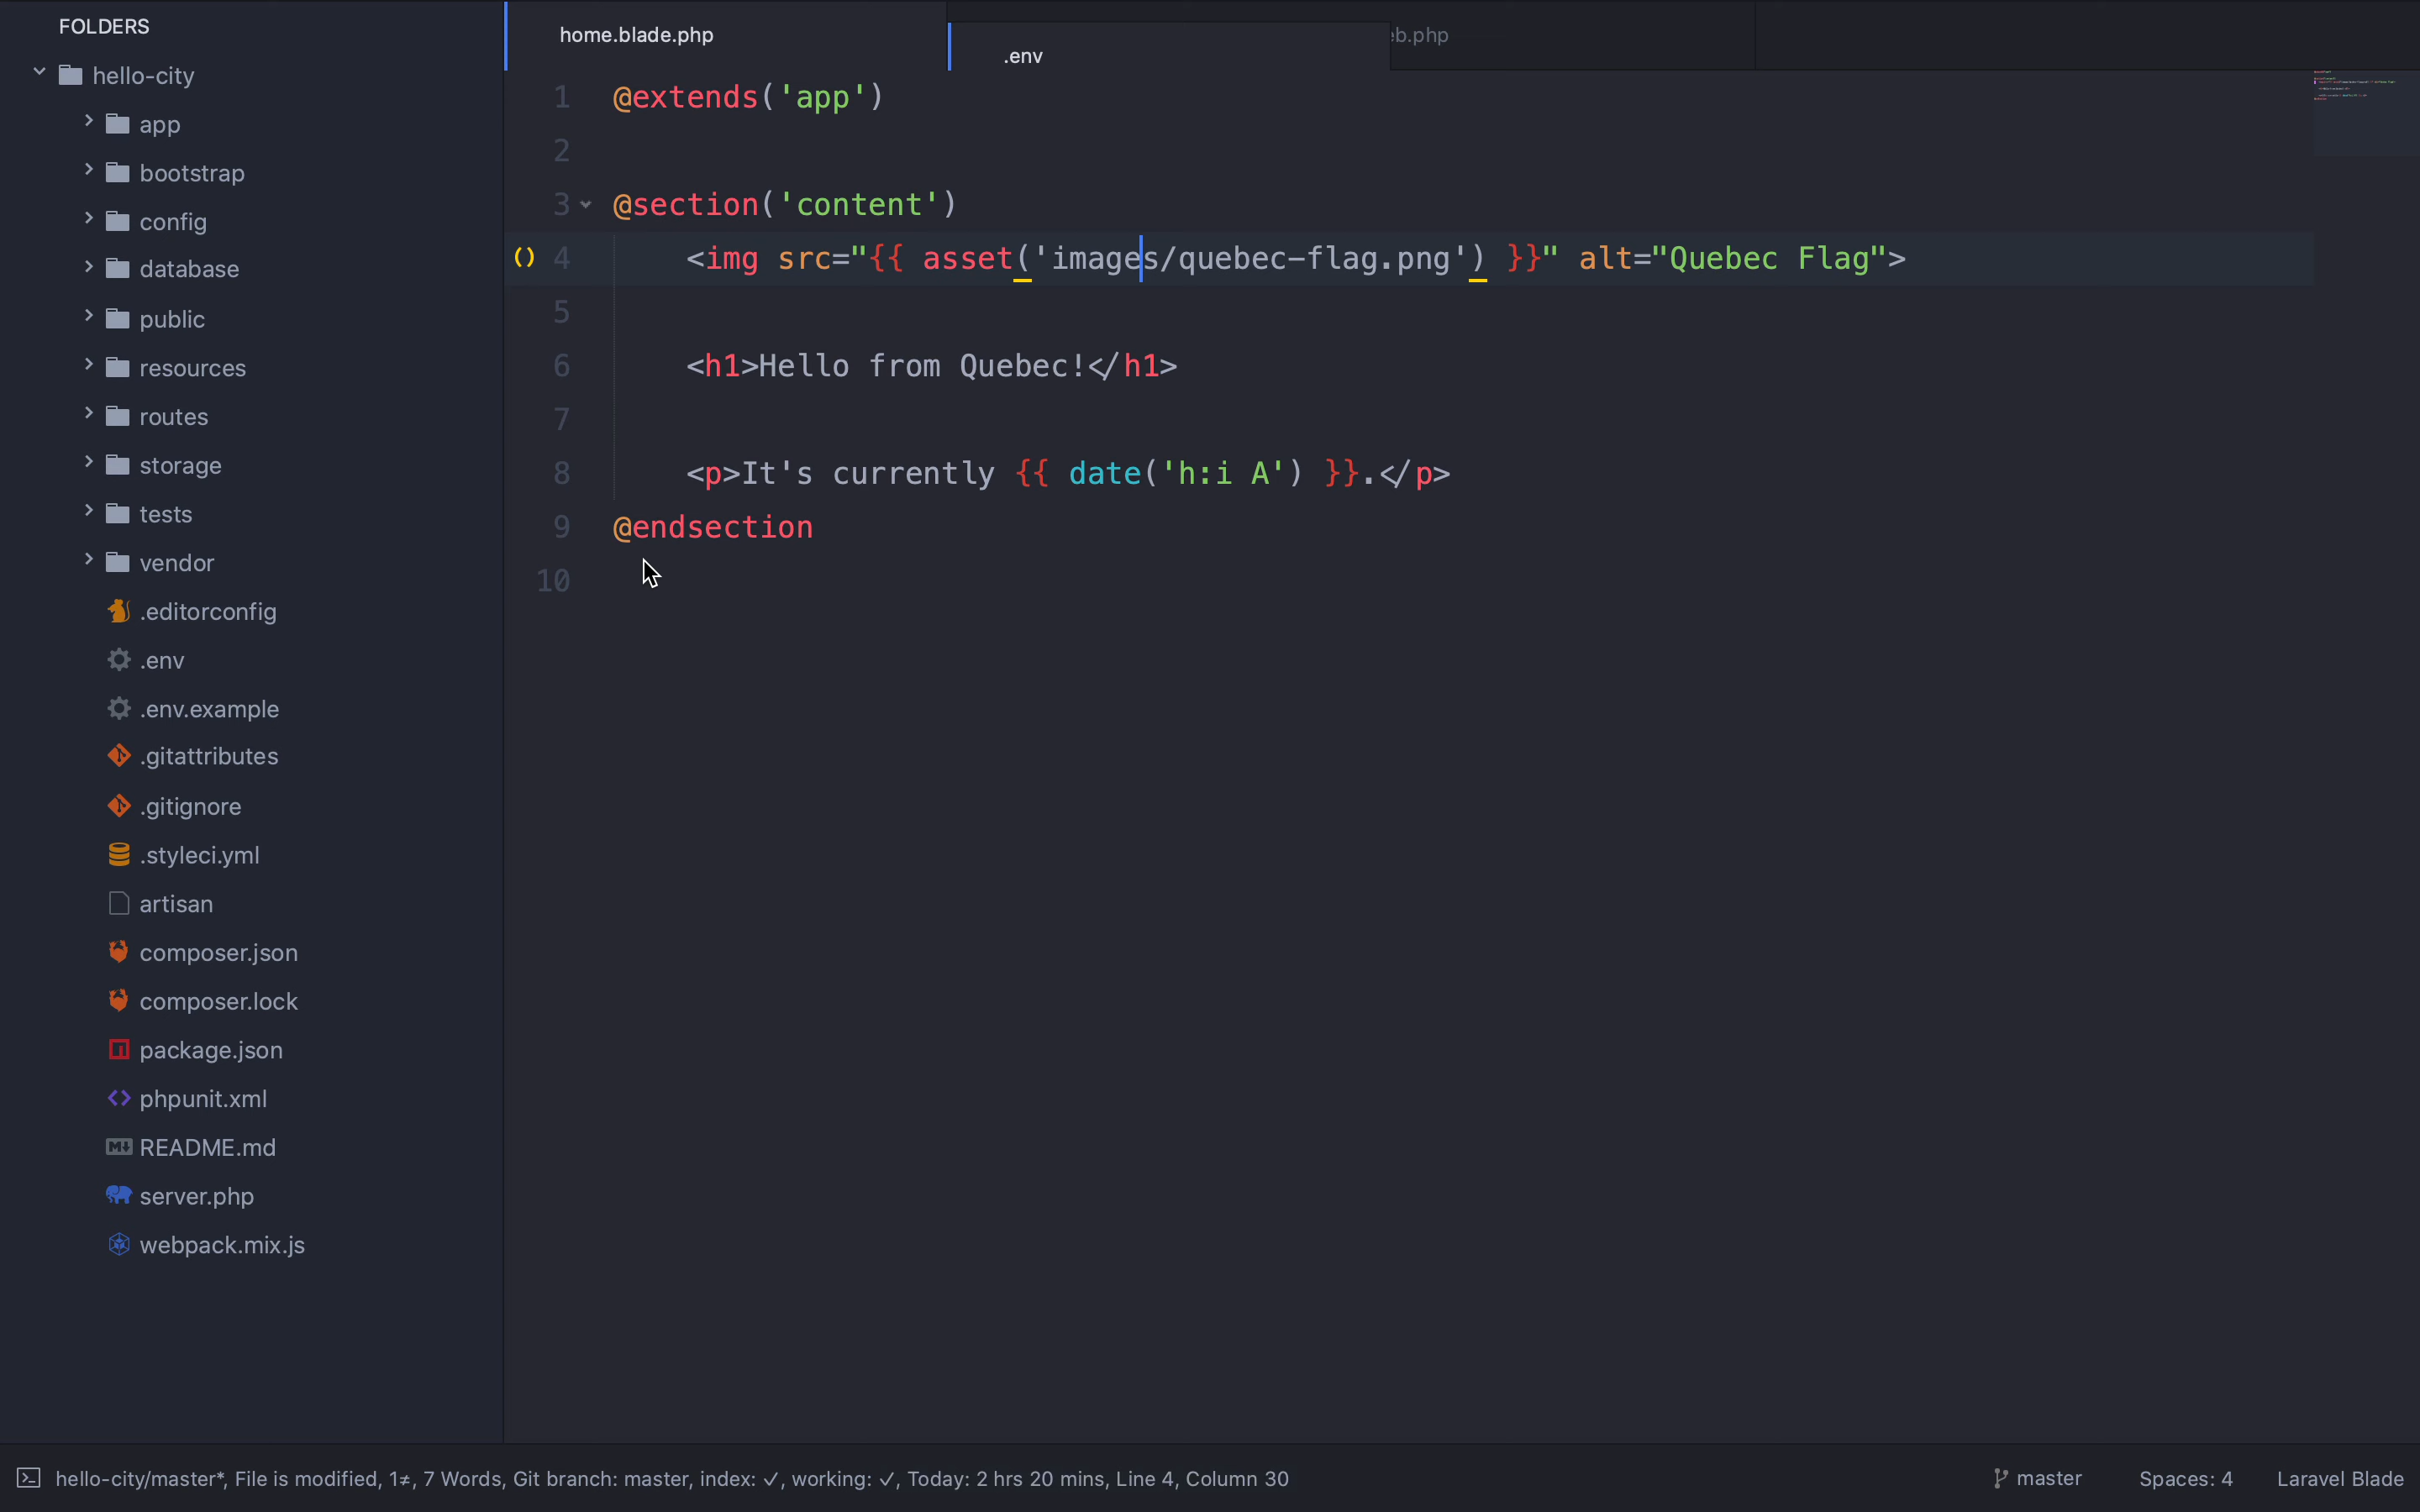 FOLDERS
hello-city
app
bootstrap
config
database
public
resources
routes
storage
tests
vendor
.editorconfig
.env
.env.example
.gitattributes
.gitignore
.styleci.yml
artisan
composer.json
composer.lock
package.json
phpunit.xml
README.md
server.php
webpack.mix.js
home.blade.php
.env
eb.php
1 @extends('app')
2
3 @section('content')
() 4 <img src="{{ asset('images/quebec-flag.png') }}" alt="Quebec Flag">
5
6 <h1>Hello from Quebec!</h1>
7
8 <p>It's currently {{ date('h:i A') }}.</p>
9 @endsection
10
hello-city/master*, File is modified, 1≠, 7 Words, Git branch: master, index: ✓, working: ✓, Today: 2 hrs 20 mins, Line 4, Column 30
master
Spaces: 4
Laravel Blade